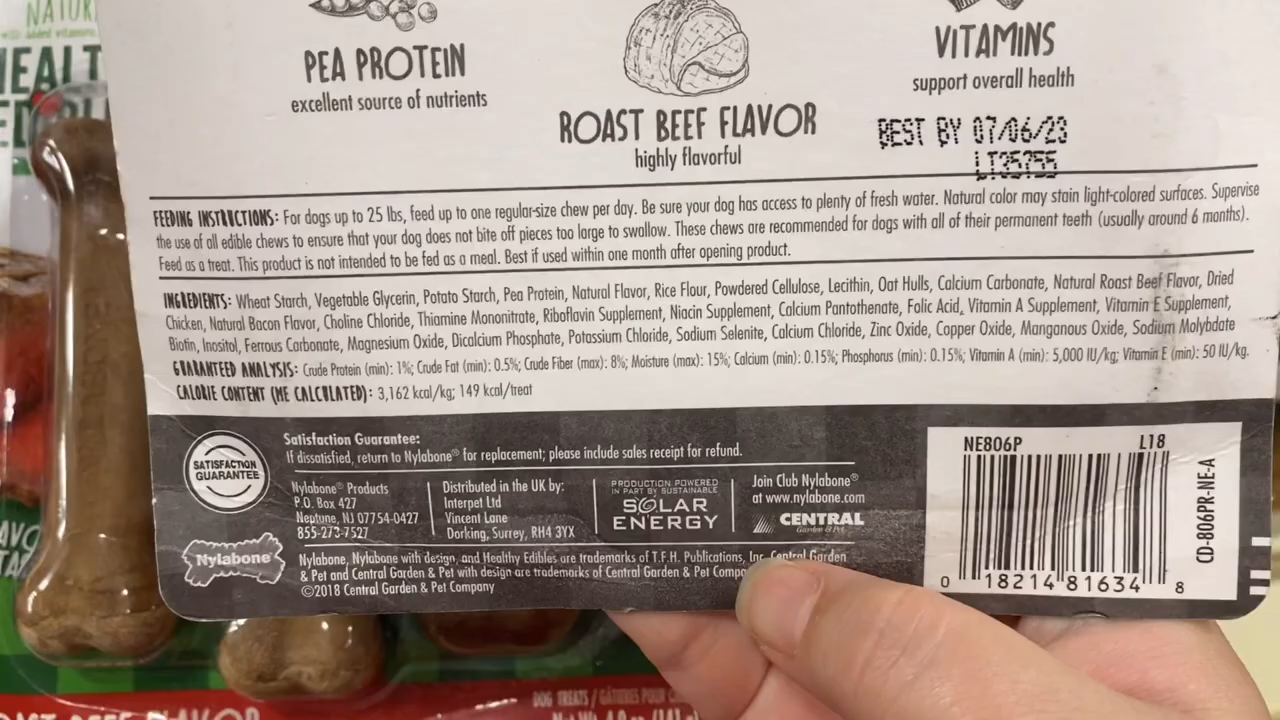 NATUR
HEALT
ED
PEA PROTEIN
excellent source of nutrients
ROAST BEEF FLAVOR
highly flavorful
VITAMINS
support overall health
BEST BY 07/06/23
LT35755
FEEDING INSTRUCTIONS: For dogs up to 25 lbs, feed up to one regular-size chew per day. Be sure your dog has access to plenty of fresh water. Natural color may stain light-colored surfaces. Supervise
the use of all edible chews to ensure that your dog does not bite off pieces too large to swallow. These chews are recommended for dogs with all of their permanent teeth (usually around 6 months).
Feed as a treat. This product is not intended to be fed as a meal. Best if used within one month after opening product.
INGREDIENTS: Wheat Starch, Vegetable Glycerin, Potato Starch, Pea Protein, Natural Flavor, Rice Flour, Powdered Cellulose, Lecithin, Oat Hulls, Calcium Carbonate, Natural Roast Beef Flavor, Dried
Chicken, Natural Bacon Flavor, Choline Chloride, Thiamine Mononitrate, Riboflavin Supplement, Niacin Supplement, Calcium Pantothenate, Folic Acid, Vitamin A Supplement, Vitamin E Supplement,
Biotin, Inositol, Ferrous Carbonate, Magnesium Oxide, Dicalcium Phosphate, Potassium Chloride, Sodium Selenite, Calcium Chloride, Zinc Oxide, Copper Oxide, Manganous Oxide, Sodium Molybdate
GUARANTEED ANALYSIS: Crude Protein (min): 1%; Crude Fat (min): 0.5%; Crude Fiber (max): 8%; Moisture (max): 15%; Calcium (min): 0.15%; Phosphorus (min): 0.15%; Vitamin A (min): 5,000 IU/kg; Vitamin E (min): 50 IU/kg.
CALORIE CONTENT (ME CALCULATED): 3,162 kcal/kg; 149 kcal/treat
SATISFACTION
GUARANTEE
Satisfaction Guarantee:
If dissatisfied, return to Nylabone® for replacement; please include sales receipt for refund.
Nylabone® Products
P.O. Box 427
Neptune, NJ 07754-0427
855-273-7527
Distributed in the UK by:
Interpet Ltd
Vincent Lane
Dorking, Surrey, RH4 3YX
PRODUCTION POWERED
IN PART BY SUSTAINABLE
SOLAR
ENERGY
Join Club Nylabone®
at www.nylabone.com
CENTRAL
Garden & Pet
Nylabone
Nylabone, Nylabone with design, and Healthy Edibles are trademarks of T.F.H. Publications, Inc. Central Garden
& Pet and Central Garden & Pet with design are trademarks of Central Garden & Pet Compa
©2018 Central Garden & Pet Company
NE806P L18
0 18214 81634 8
CD-806PR-NE-A
DOG TREATS / GÂTERIES POUR C
AST BEEF FLAVOR
Net Wt 4.9 oz (141 g)